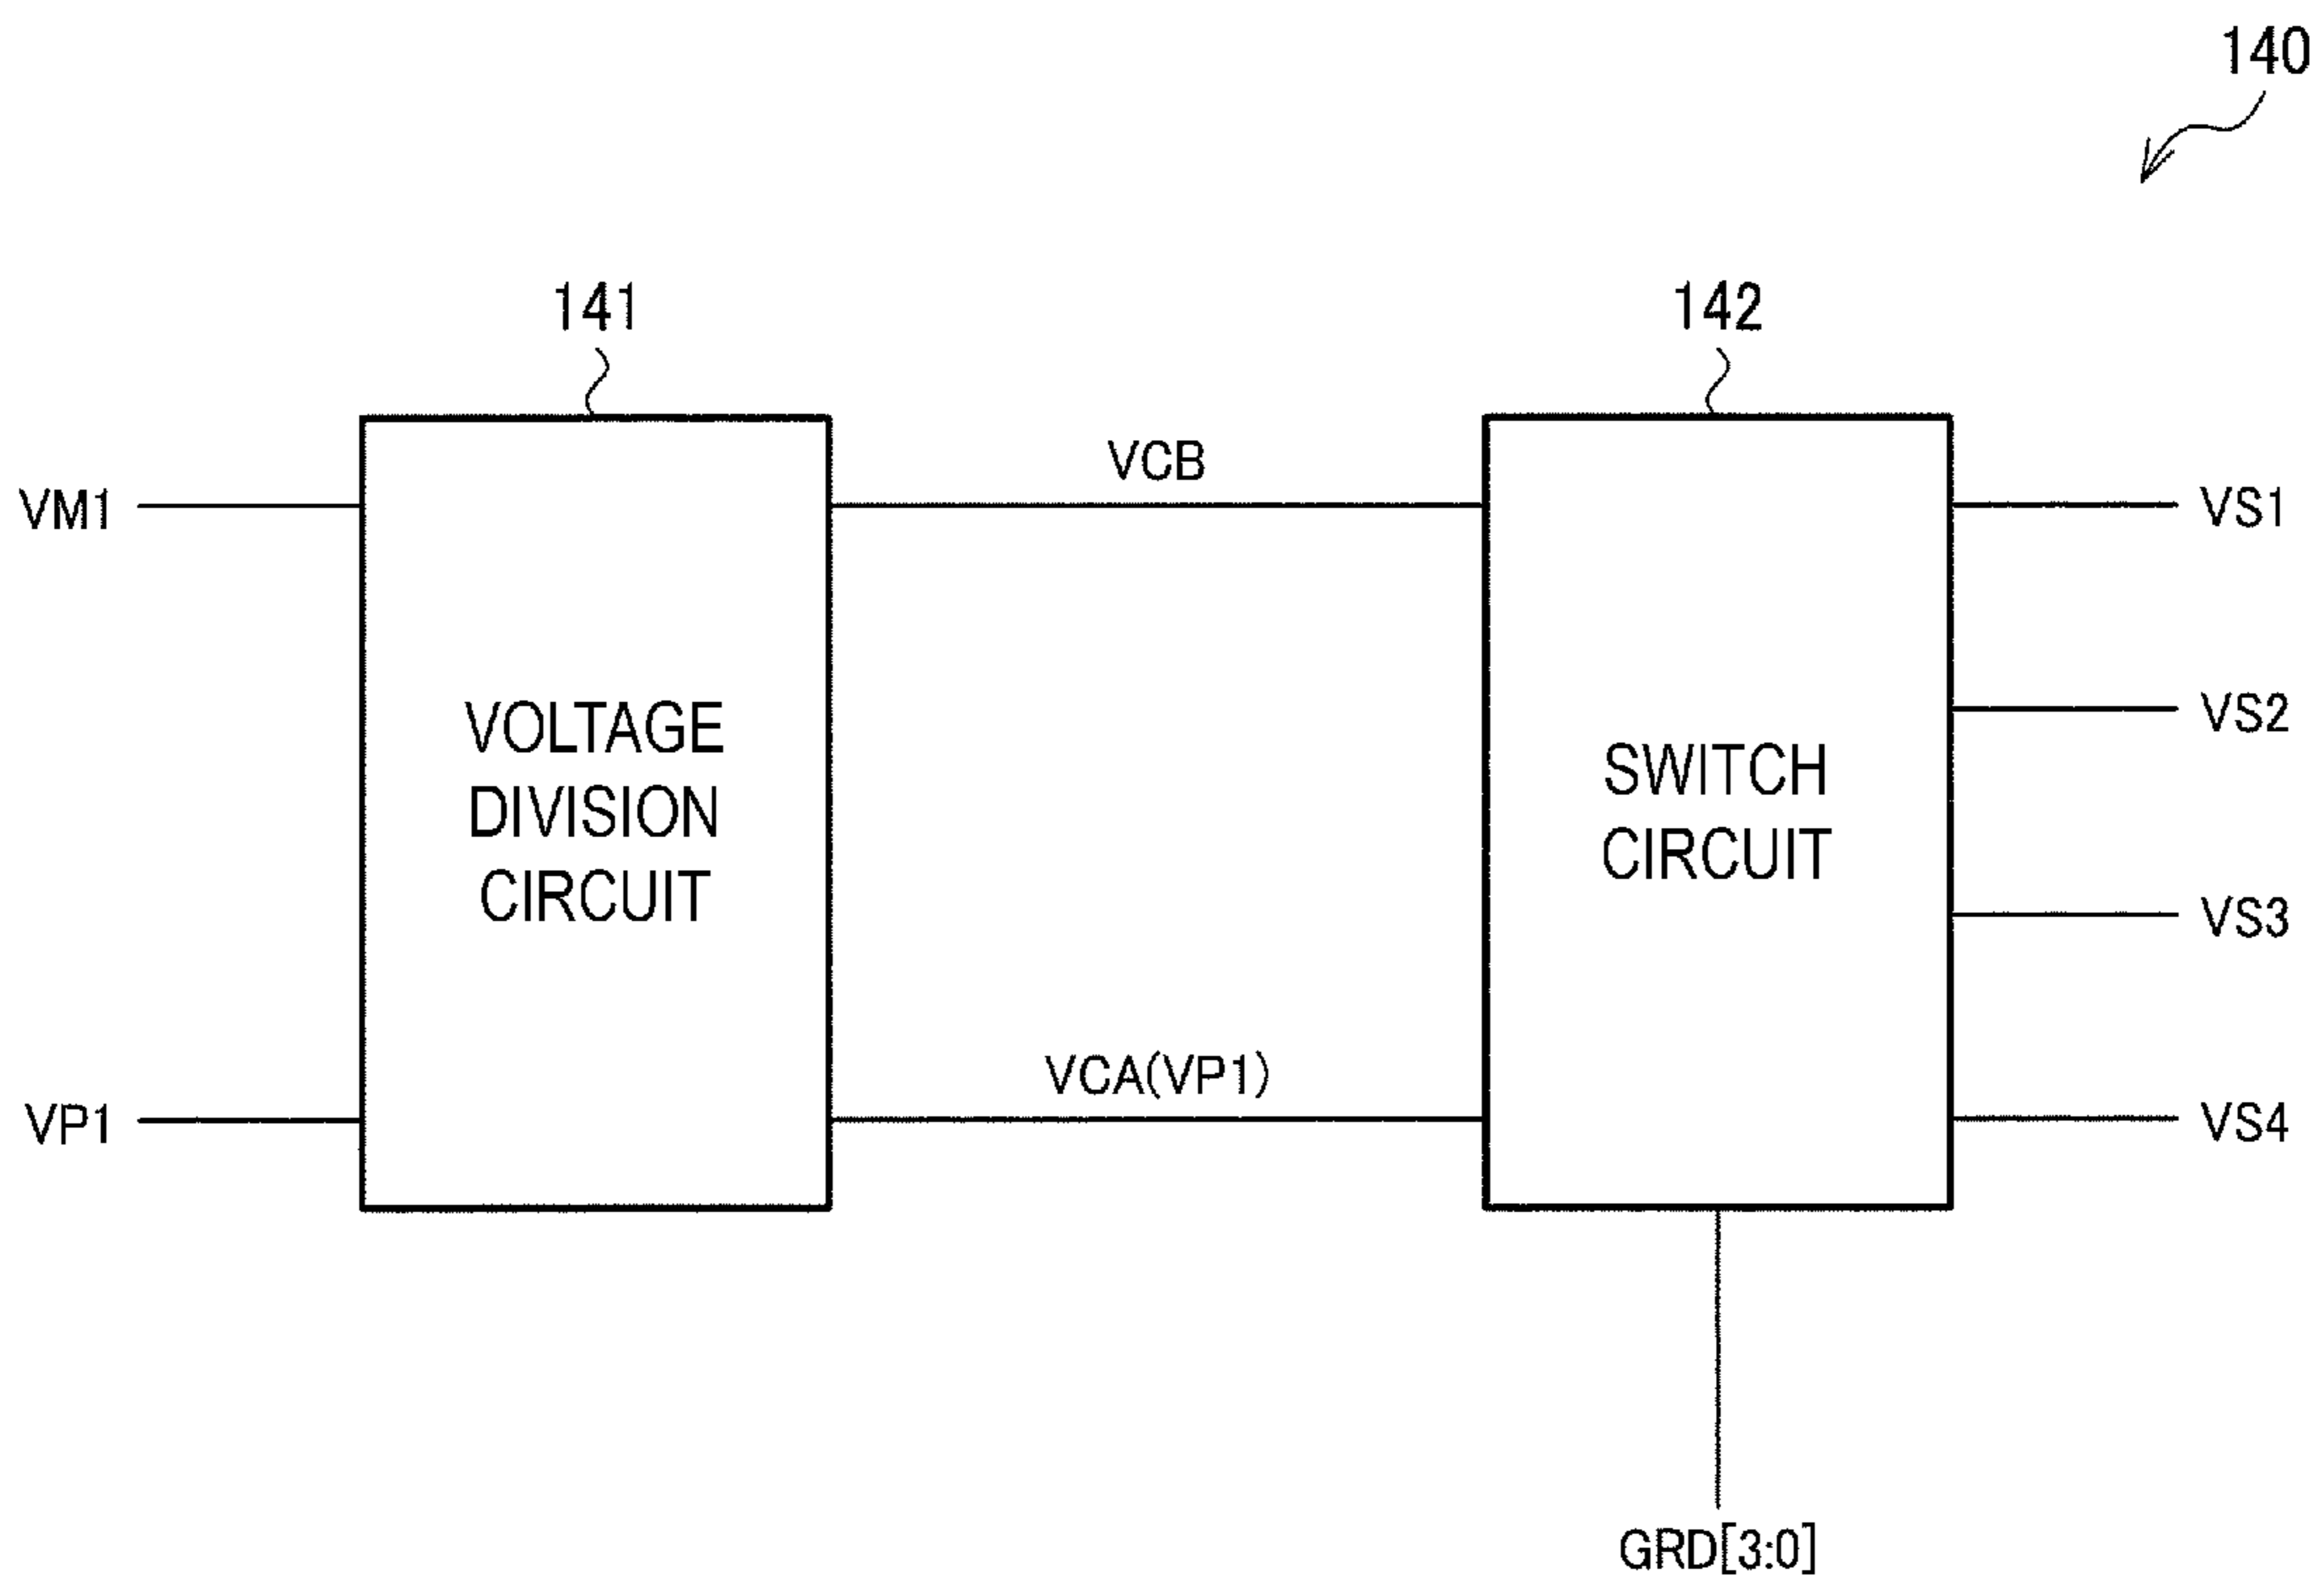 140
141
142
VM1
VCB
VS1
VS2
VOLTAGE
DIVISION
CIRCUIT
SWITCH
CIRCUIT
VS3
VP1
VCA(VP1)
VS4
GRD[3:0]